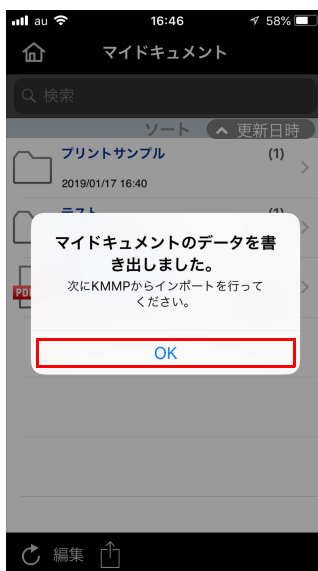 au 16:46 58%
マイドキュメント
検索
ソート 更新日時
プリントサンプル (1)
2019/01/17 16:40
テスト (1)
マイドキュメントのデータを書
き出しました。
次にKMMPからインポートを行って
ください。
PD
OK
編集